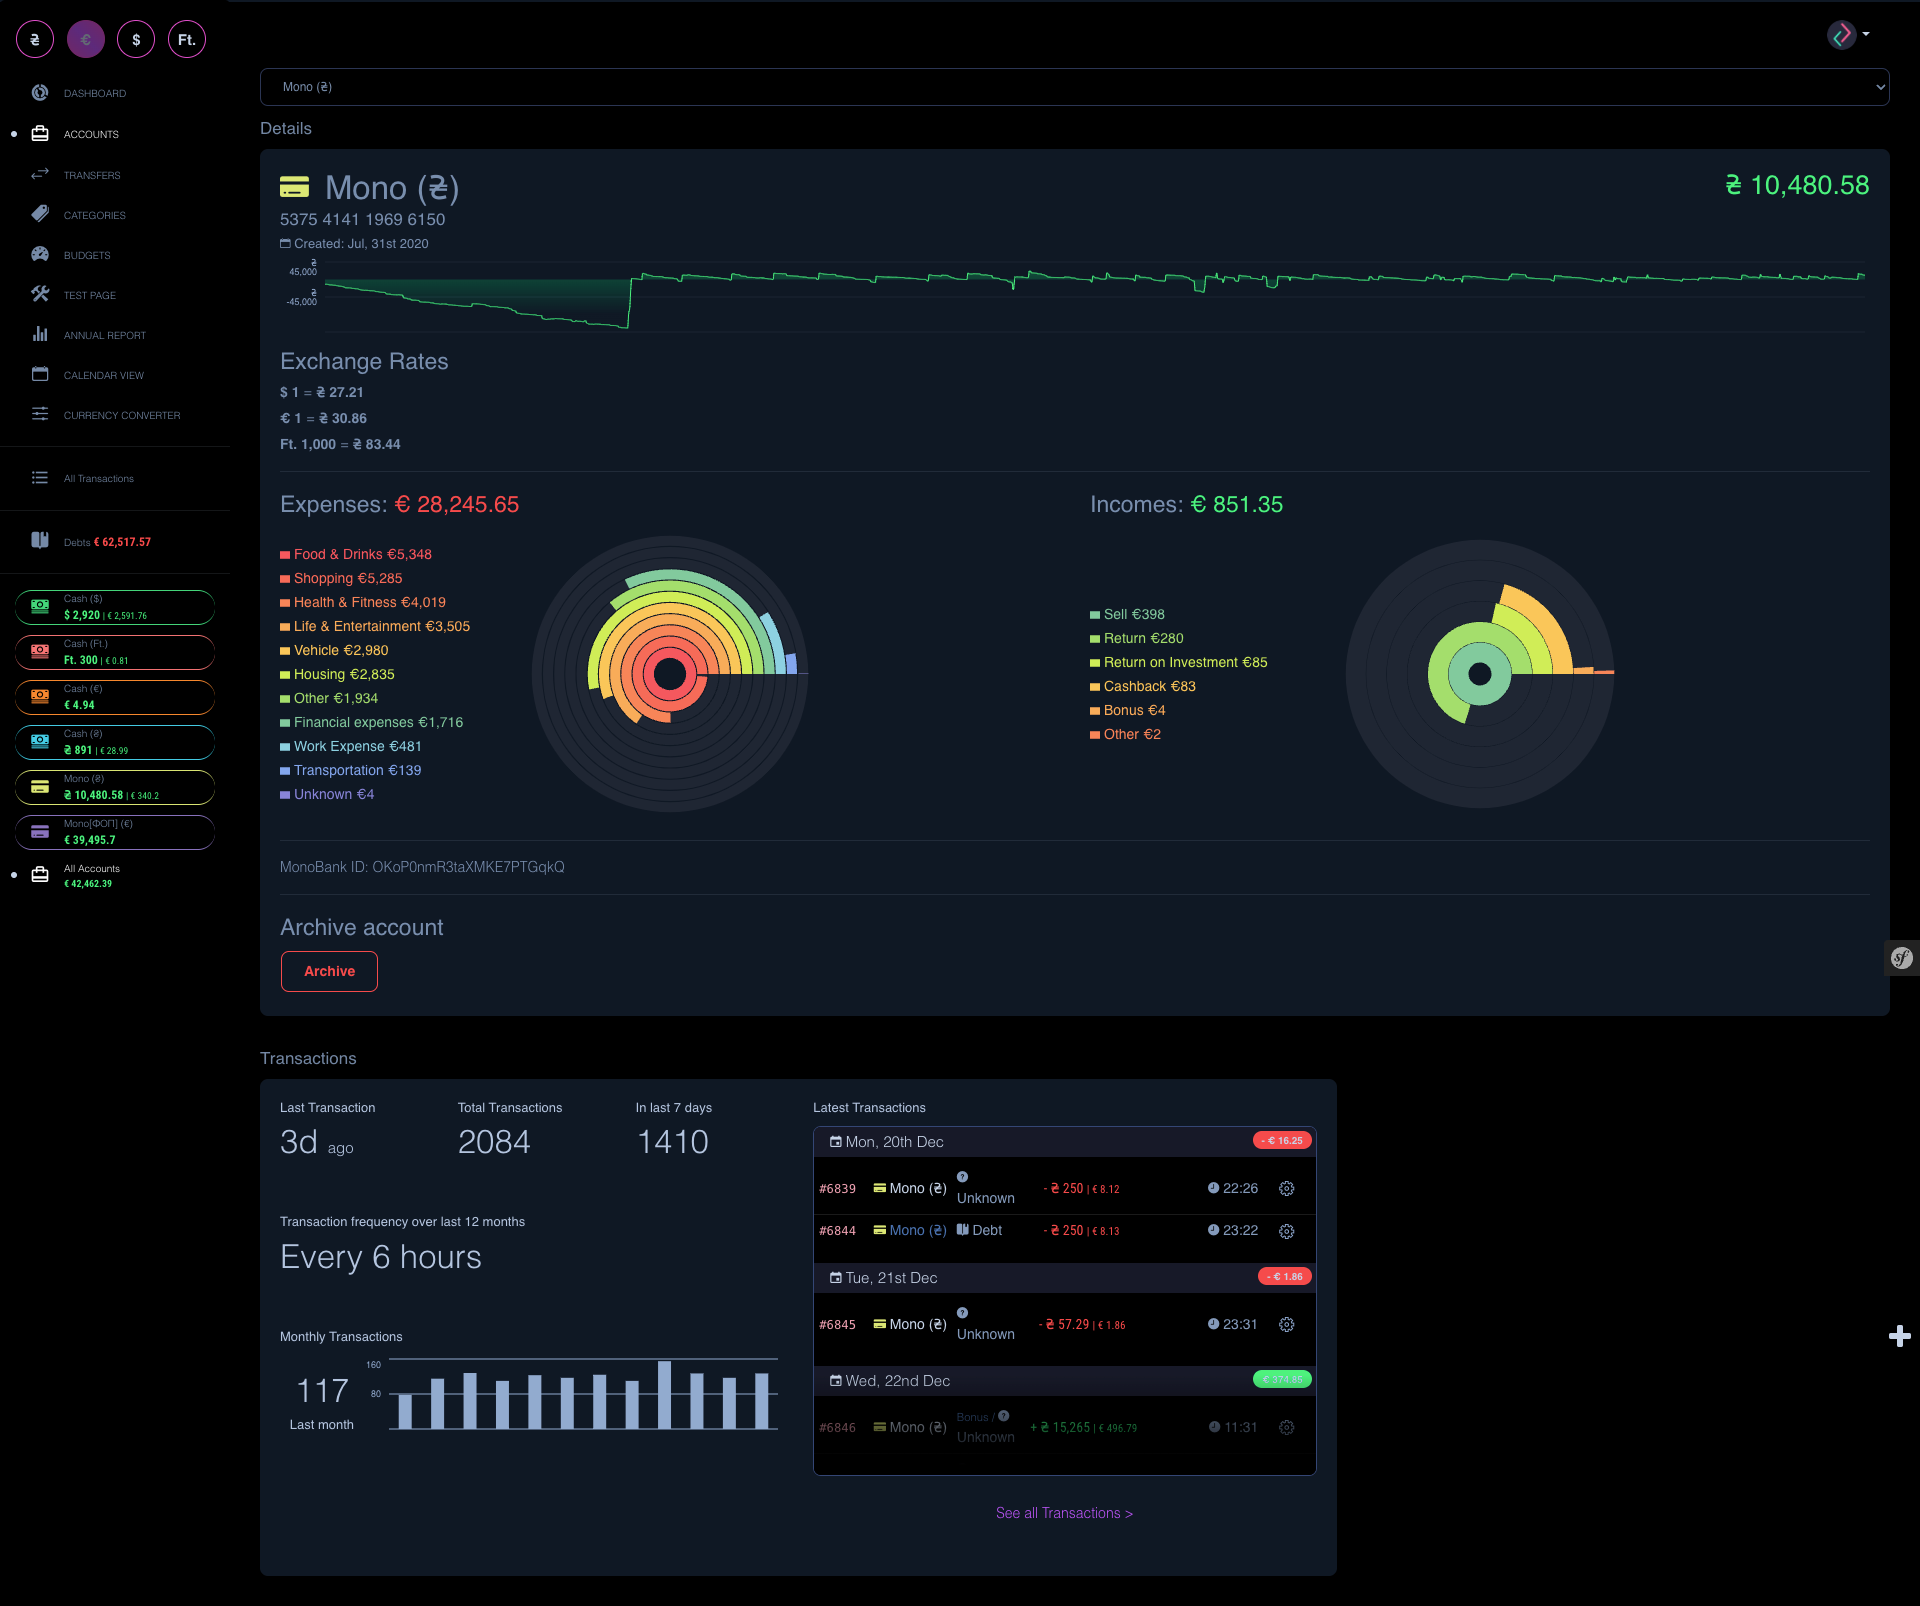 ₴ € $ Ft.
DASHBOARD
ACCOUNTS
TRANSFERS
CATEGORIES
BUDGETS
TEST PAGE
ANNUAL REPORT
CALENDAR VIEW
CURRENCY CONVERTER
All Transactions
Debts € 62,517.57
Cash ($)
$ 2,920 | € 2,591.76
Cash (Ft.)
Ft. 300 | € 0.81
Cash (€)
€ 4.94
Cash (₴)
₴ 891 | € 28.99
Mono (₴)
₴ 10,480.58 | € 340.2
Mono[ФОП] (€)
€ 39,495.7
All Accounts
€ 42,462.39
Mono (₴)
Details
Mono (₴)
₴ 10,480.58
5375 4141 1969 6150
Created: Jul, 31st 2020
₴
45,000
₴
-45,000
Exchange Rates
$ 1 = ₴ 27.21
€ 1 = ₴ 30.86
Ft. 1,000 = ₴ 83.44
Expenses: € 28,245.65
Food & Drinks €5,348
Shopping €5,285
Health & Fitness €4,019
Life & Entertainment €3,505
Vehicle €2,980
Housing €2,835
Other €1,934
Financial expenses €1,716
Work Expense €481
Transportation €139
Unknown €4
Incomes: € 851.35
Sell €398
Return €280
Return on Investment €85
Cashback €83
Bonus €4
Other €2
MonoBank ID: OKoP0nmR3taXMKE7PTGqkQ
Archive account
Archive
sf
Transactions
Last Transaction
3d ago
Total Transactions
2084
In last 7 days
1410
Transaction frequency over last 12 months
Every 6 hours
Monthly Transactions
117
Last month
160
80
Latest Transactions
Mon, 20th Dec - € 16.25
#6839 Mono (₴) Unknown - ₴ 250 | € 8.12 22:26
#6844 Mono (₴) Debt - ₴ 250 | € 8.13 23:22
Tue, 21st Dec - € 1.86
#6845 Mono (₴) Unknown - ₴ 57.29 | € 1.86 23:31
Wed, 22nd Dec € 374.85
#6846 Mono (₴) Bonus / Unknown + ₴ 15,265 | € 496.79 11:31
See all Transactions >